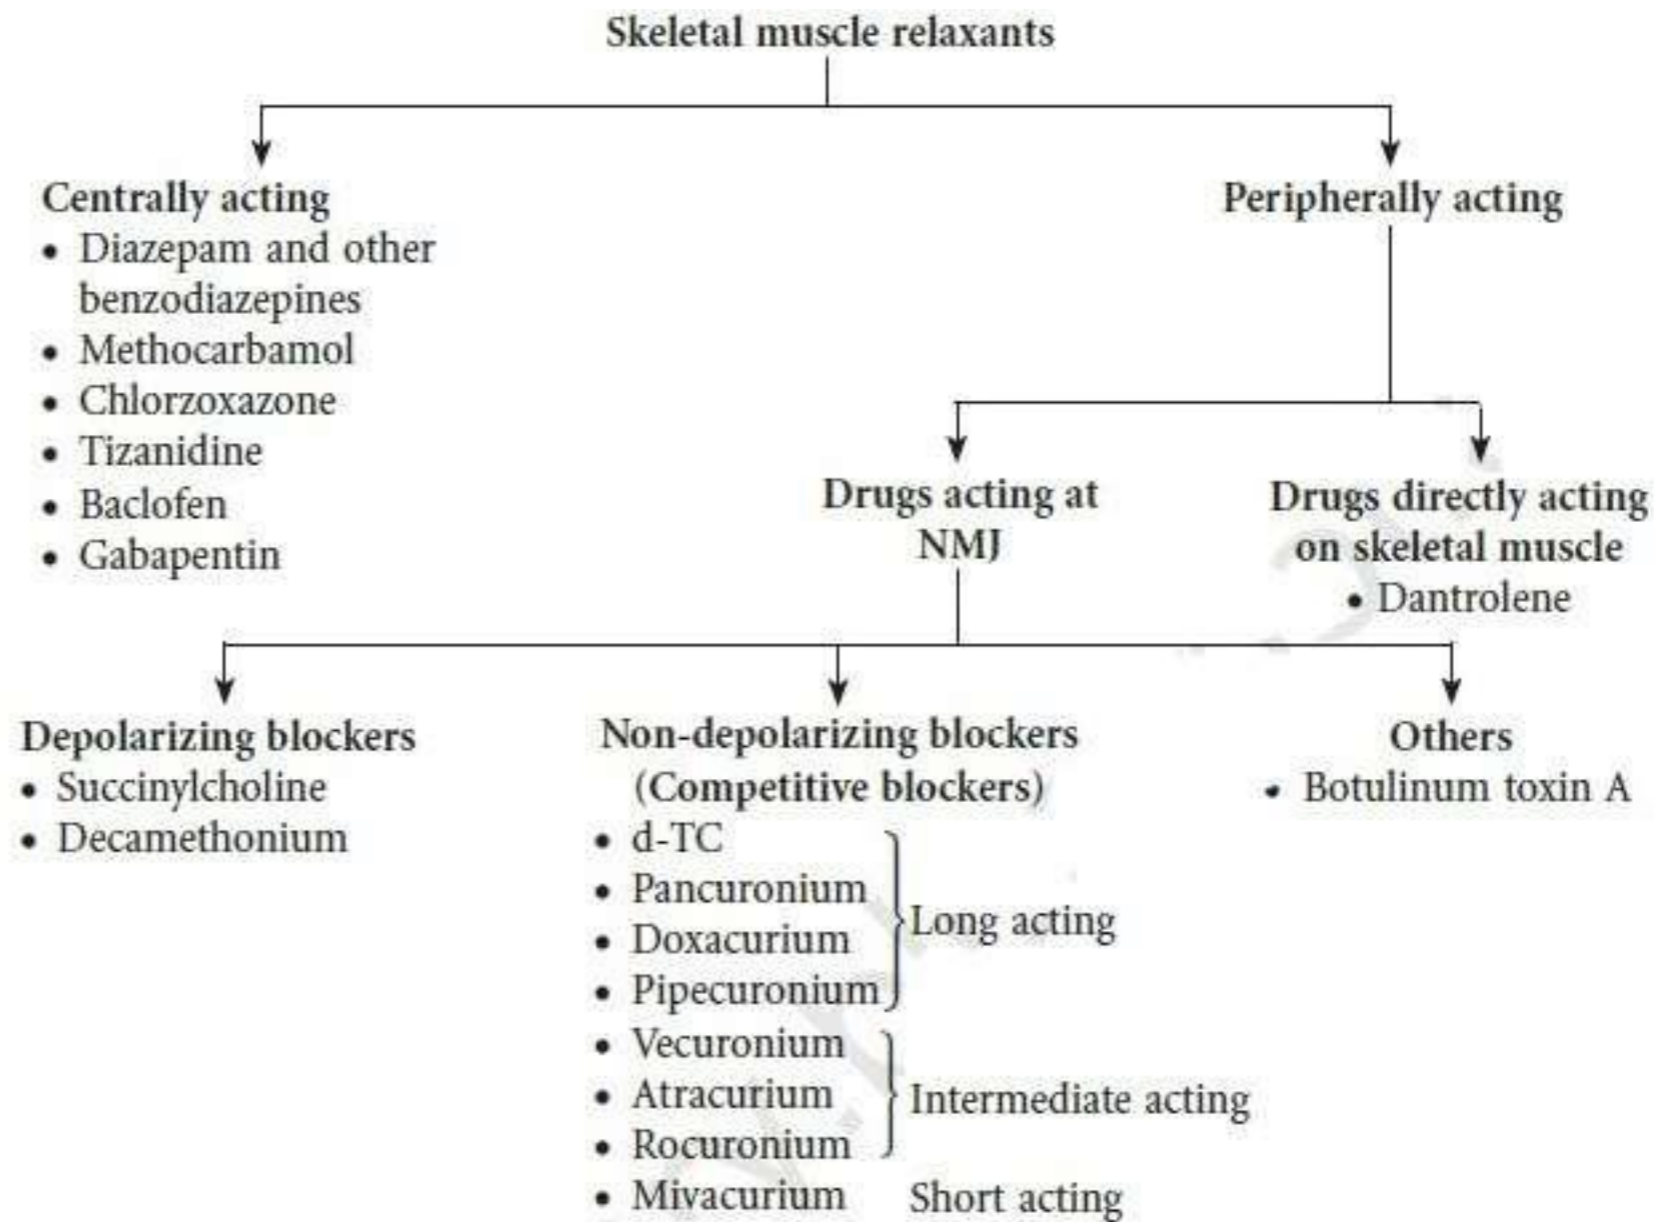 Skeletal muscle relaxants
Centrally acting
• Diazepam and other
benzodiazepines
• Methocarbamol
• Chlorzoxazone
• Tizanidine
• Baclofen
• Gabapentin
Peripherally acting
Drugs acting at
NMJ
Drugs directly acting
on skeletal muscle
• Dantrolene
Depolarizing blockers
• Succinylcholine
• Decamethonium
Non-depolarizing blockers
(Competitive blockers)
• d-TC
• Pancuronium
• Doxacurium
• Pipecuronium
Long acting
• Vecuronium
• Atracurium
• Rocuronium
Intermediate acting
• Mivacurium Short acting
Others
• Botulinum toxin A